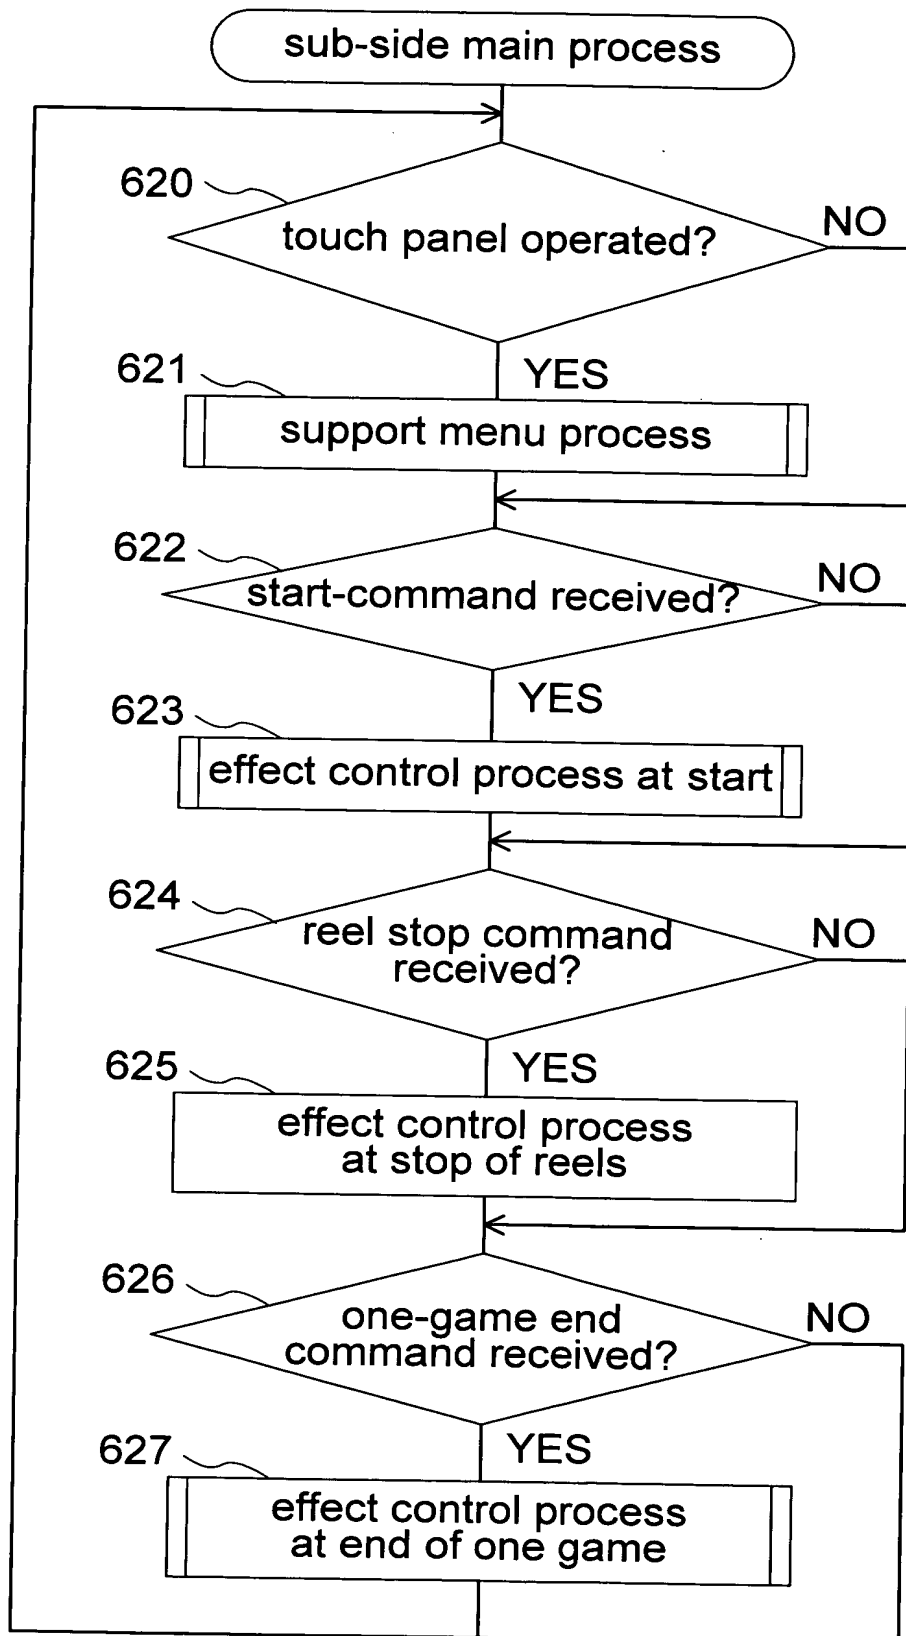 sub-side main process
620
touch panel operated?
NO
YES
621
support menu process
622
start-command received?
NO
YES
623
effect control process at start
624
reel stop command
received?
NO
YES
625
effect control process
at stop of reels
626
one-game end
command received?
NO
YES
627
effect control process
at end of one game